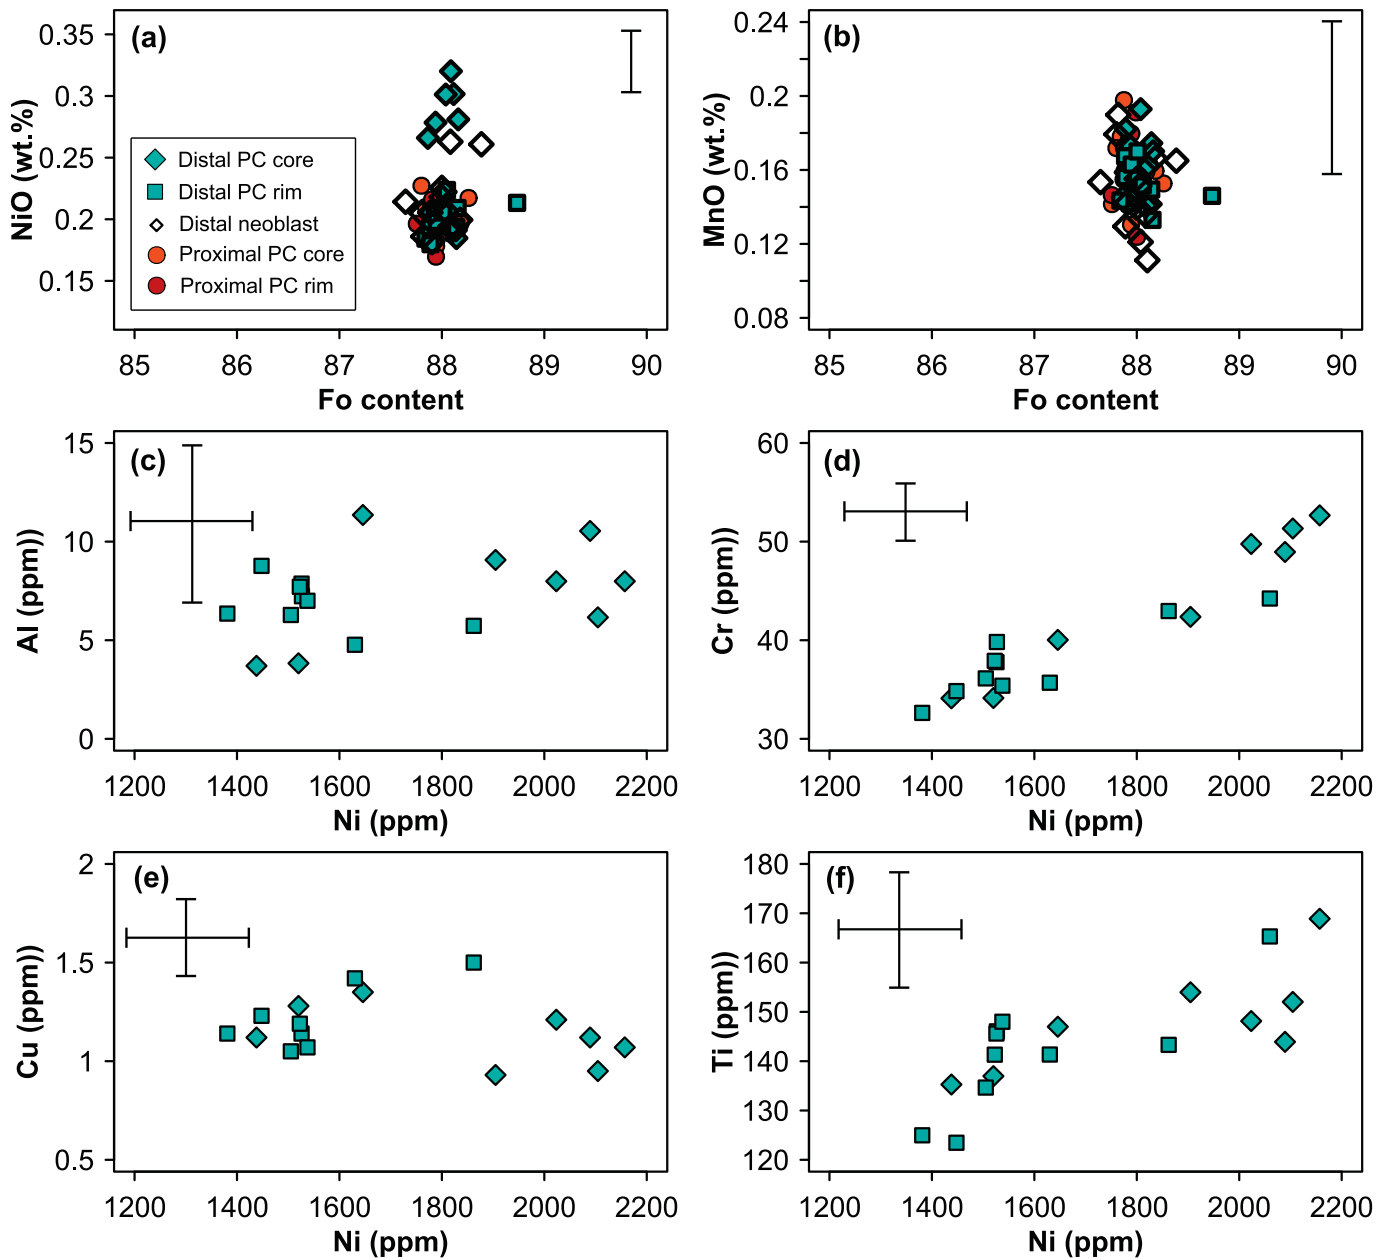 (a)
0.35
0.3
0.25
0.2
0.15
NiO (wt.%)
Distal PC core
Distal PC rim
Distal neoblast
Proximal PC core
Proximal PC rim
85 86 87 88 89 90
Fo content
(b)
0.24
0.2
0.16
0.12
0.08
MnO (wt.%)
85 86 87 88 89 90
Fo content
(c)
15
10
5
0
Al (ppm))
1200 1400 1600 1800 2000 2200
Ni (ppm)
(d)
60
50
40
30
Cr (ppm))
1200 1400 1600 1800 2000 2200
Ni (ppm)
(e)
2
1.5
1
0.5
Cu (ppm))
1200 1400 1600 1800 2000 2200
Ni (ppm)
(f)
180
170
160
150
140
130
120
Ti (ppm))
1200 1400 1600 1800 2000 2200
Ni (ppm)